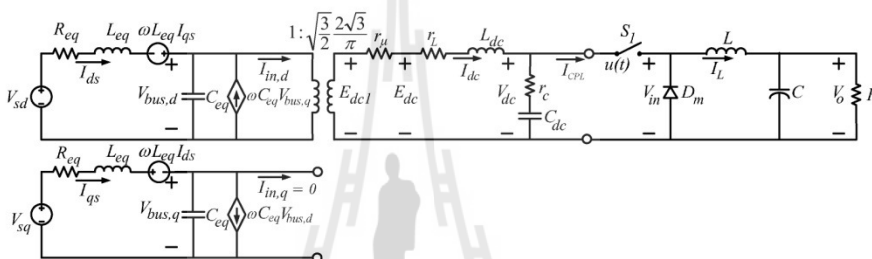 1:√(3/2) 2√3/π
R_eq L_eq ωL_eq I_qs
+ I_ds + I_in,d + r_μ + r_L L_dc I_dc + I_CPL S_1 u(t) + L I_L +
V_sd V_bus,d C_eq ωC_eq V_bus,q E_dc1 E_dc V_dc r_c C_dc V_in D_m C V_o
R_eq L_eq ωL_eq I_ds
+ I_qs + I_in,q = 0
V_sq V_bus,q C_eq ωC_eq V_bus,d